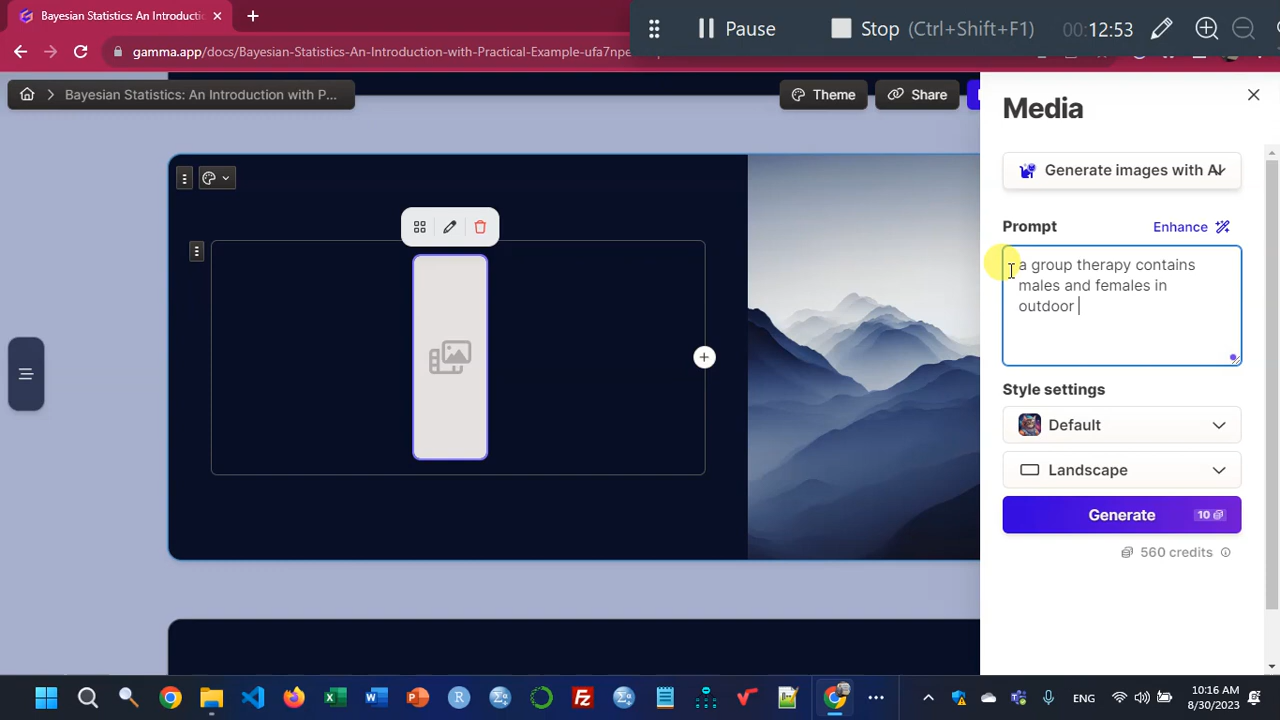 Bayesian Statistics: An Introducti
Pause
Stop (Ctrl+Shift+F1)
00:12:53
gamma.app/docs/Bayesian-Statistics-An-Introduction-with-Practical-Example-ufa7npe
Bayesian Statistics: An Introduction with P...
Theme
Share
Media
Generate images with AI
Prompt
Enhance
a group therapy contains
males and females in
outdoor
Style settings
Default
Landscape
Generate
10
560 credits
ENG
10:16 AM
8/30/2023